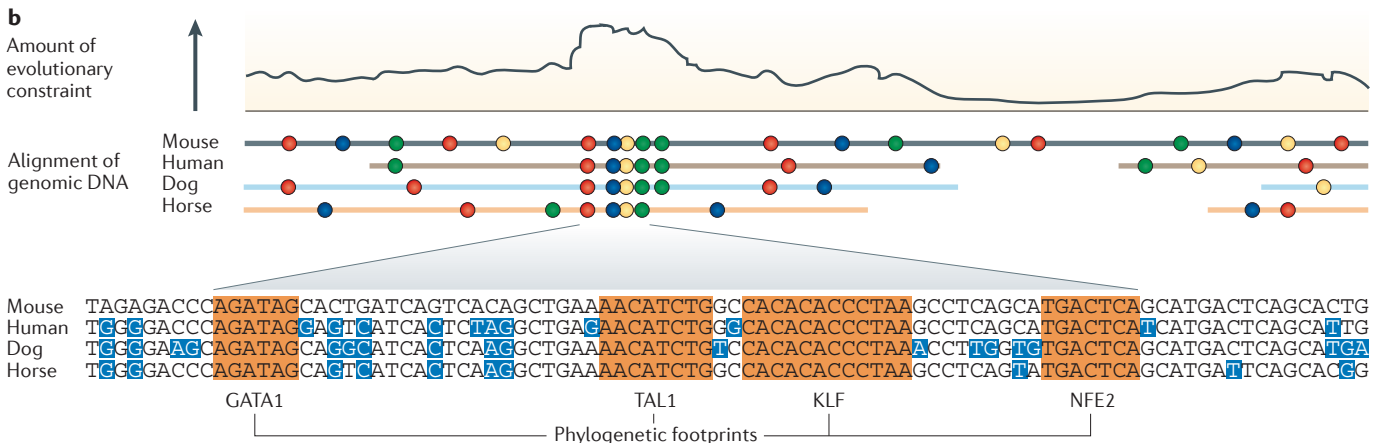 b
Amount of
evolutionary
constraint
Alignment of
genomic DNA
Mouse
Human
Dog
Horse
Mouse TAGAGACCCAGATAGCACTGATCAGTCACAGCTGAAAACATCTGGCCACACACCCTAAGCCTCAGCATGACTCAGCATGACTCAGCACTG
Human TGGGGACCCAGATAGGAGTCATCACTCTAGGCTGAGAACATCTGGGCACACACCCTAAGCCTCAGCATGACTCATCATGACTCAGCATTG
Dog TGGGGAAGCAGATAGCAGGCATCACTCAAGGCTGAAAACATCTGTCCACACACCCTAAACCTTGGTGTGACTCAGCATGACTCAGCATGA
Horse TGGGGACCCAGATAGCAGTCATCACTCAAGGCTGAAAACATCTGGCCACACACCCTAAGCCTCAGTATGACTCAGCATGATTCAGCACGG
GATA1 TAL1 KLF NFE2
Phylogenetic footprints